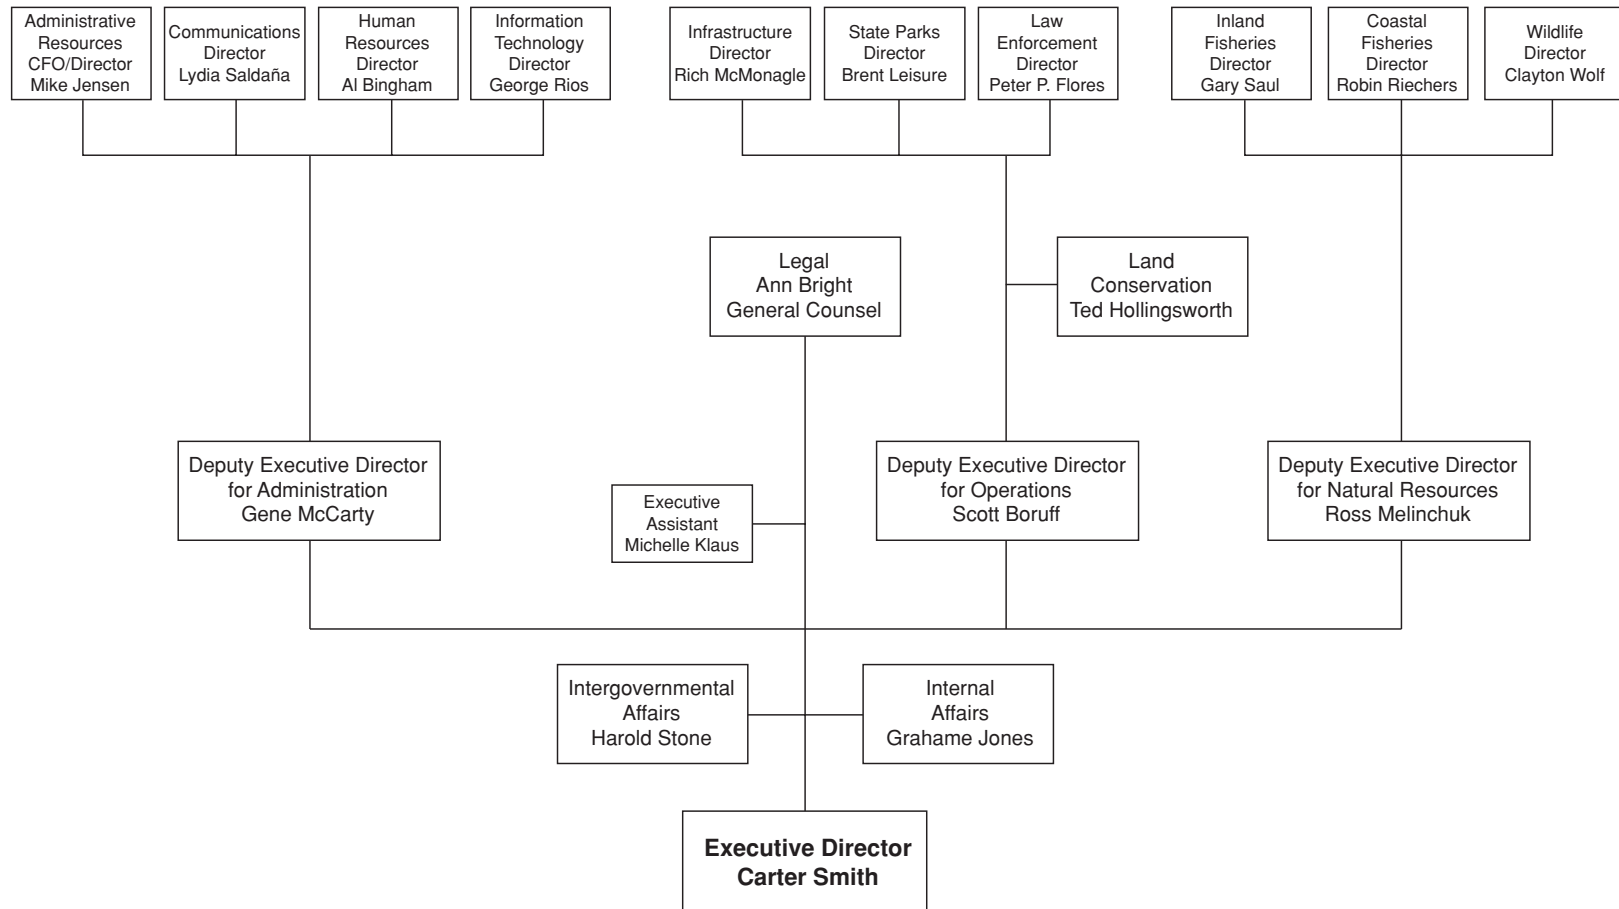 Administrative
Resources
CFO/Director
Mike Jensen
Communications
Director
Lydia Saldaña
Human
Resources
Director
Al Bingham
Information
Technology
Director
George Rios
Infrastructure
Director
Rich McMonagle
State Parks
Director
Brent Leisure
Law
Enforcement
Director
Peter P. Flores
Inland
Fisheries
Director
Gary Saul
Coastal
Fisheries
Director
Robin Riechers
Wildlife
Director
Clayton Wolf
Legal
Ann Bright
General Counsel
Land
Conservation
Ted Hollingsworth
Deputy Executive Director
for Administration
Gene McCarty
Executive
Assistant
Michelle Klaus
Deputy Executive Director
for Operations
Scott Boruff
Deputy Executive Director
for Natural Resources
Ross Melinchuk
Intergovernmental
Affairs
Harold Stone
Internal
Affairs
Grahame Jones
Executive Director
Carter Smith